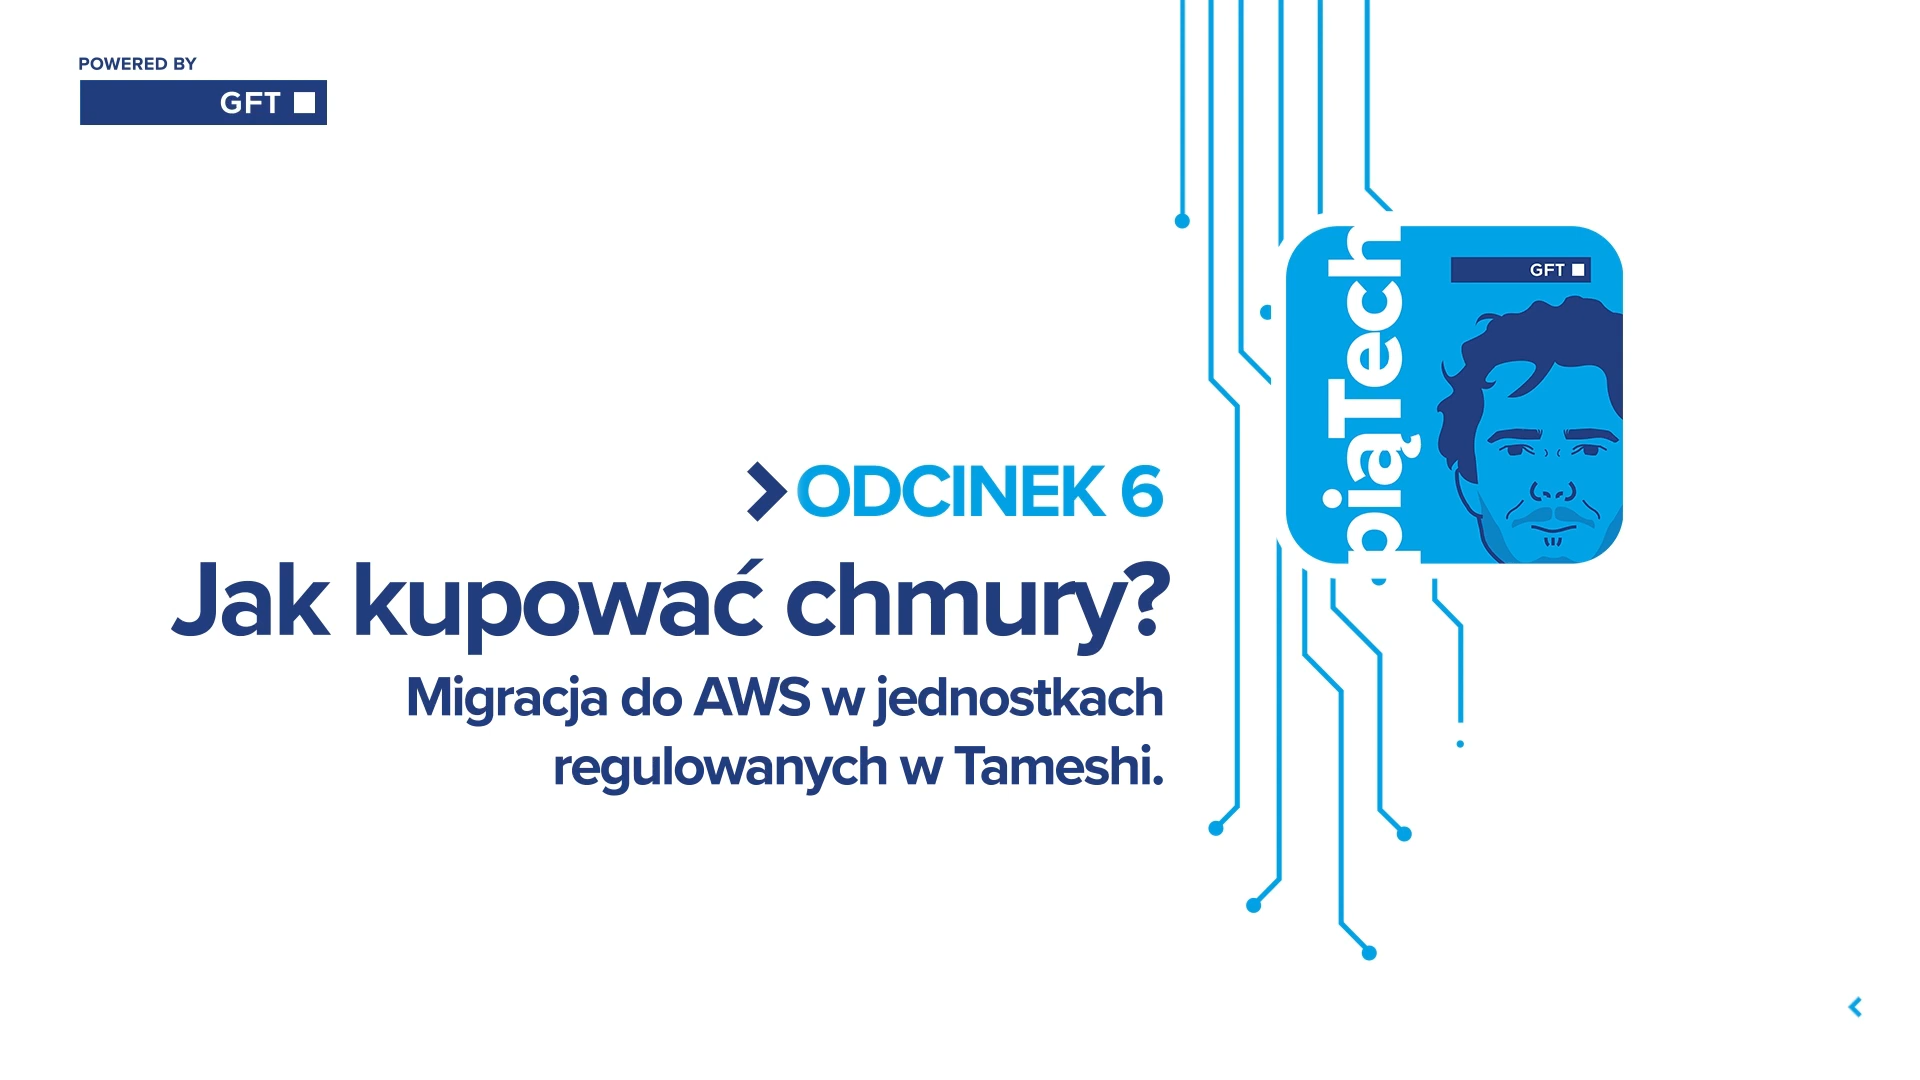 POWERED BY
GFT
piąTech
GFT
ODCINEK 6
Jak kupować chmury?
Migracja do AWS w jednostkach
regulowanych w Tameshi.